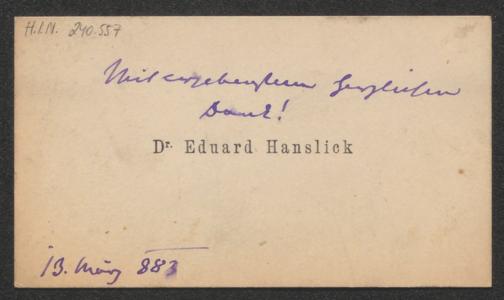 H.I.N. 240.557
Mit ergebenstem herzlichen
Dank!
Dr. Eduard Hanslick
13. März 883